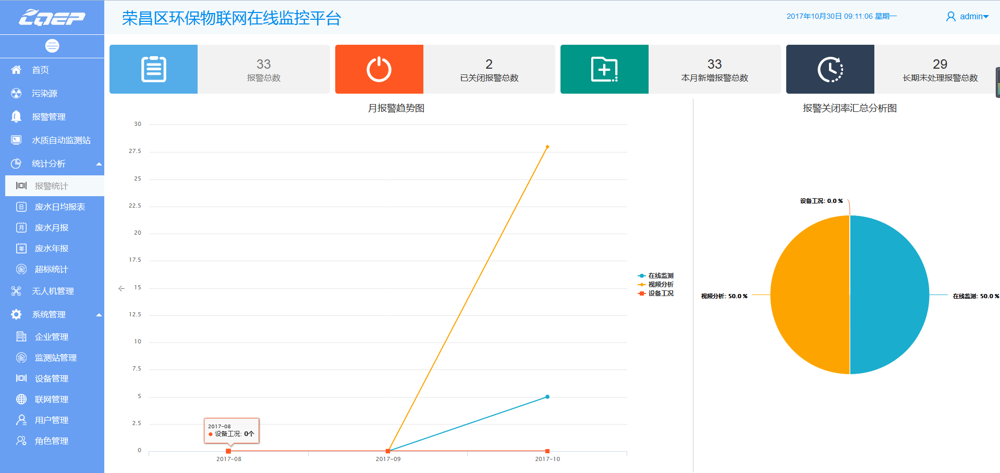 CQEP
荣昌区环保物联网在线监控平台
2017年10月30日 09:11:06 星期一
admin
首页
污染源
报警管理
水质自动监测站
统计分析
报警统计
日
废水日均报表
月
废水月报
年
废水年报
超标统计
无人机管理
系统管理
企业管理
监测站管理
设备管理
联网管理
用户管理
角色管理
33
报警总数
2
已关闭报警总数
33
本月新增报警总数
29
长期未处理报警总数
月报警趋势图
30
27.5
25
22.5
20
17.5
15
12.5
10
7.5
5
2.5
0
2017-08
设备工况: 0个
2017-08
2017-09
2017-10
在线监测
视频分析
设备工况
报警关闭率汇总分析图
设备工况: 0.0 %
视频分析: 50.0 %
在线监测: 50.0 %